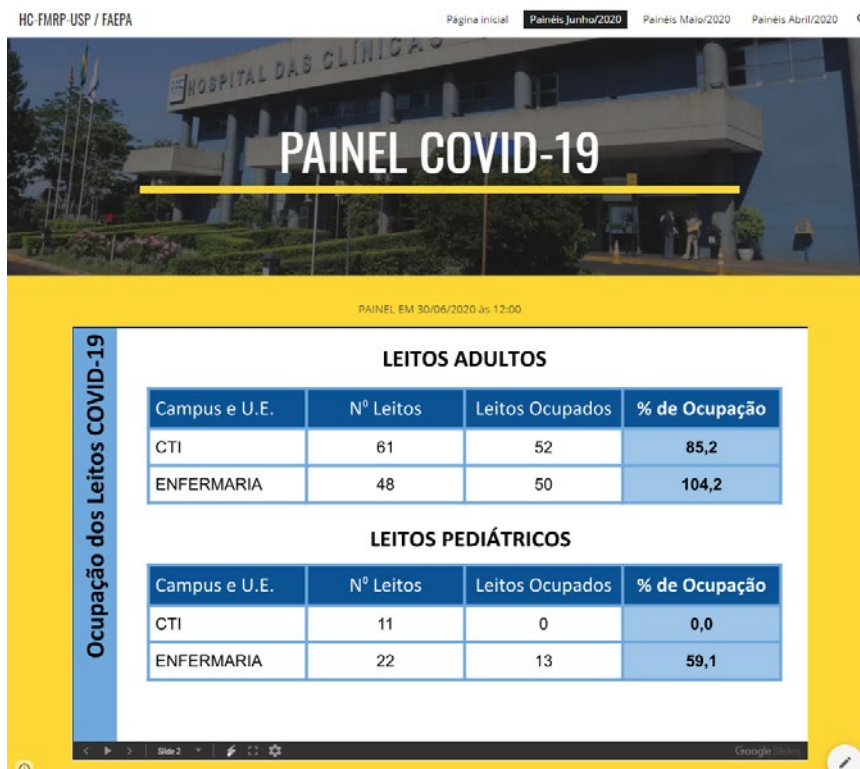 HC-FMRP-USP / FAEPA
Página inicial Painéis Junho/2020 Painéis Maio/2020 Painéis Abril/2020
HOSPITAL DAS CLÍNICAS
PAINEL COVID-19
PAINEL EM 30/06/2020 às 12:00
Ocupação dos Leitos COVID-19
LEITOS ADULTOS
Campus e U.E. Nº Leitos Leitos Ocupados % de Ocupação
CTI 61 52 85,2
ENFERMARIA 48 50 104,2
LEITOS PEDIÁTRICOS
Campus e U.E. Nº Leitos Leitos Ocupados % de Ocupação
CTI 11 0 0,0
ENFERMARIA 22 13 59,1
Slide 2
Google Slides